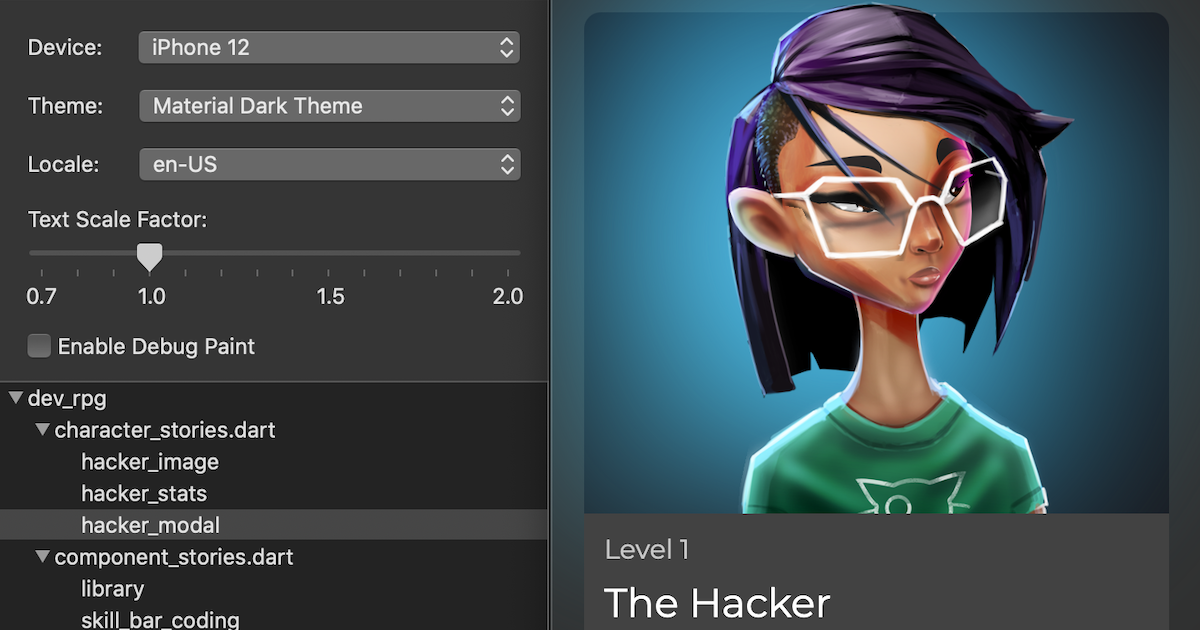 Device: iPhone 12
Theme: Material Dark Theme
Locale: en-US
Text Scale Factor:
0.7 1.0 1.5 2.0
Enable Debug Paint
dev_rpg
character_stories.dart
hacker_image
hacker_stats
hacker_modal
component_stories.dart
library
skill_bar_coding
Level 1
The Hacker